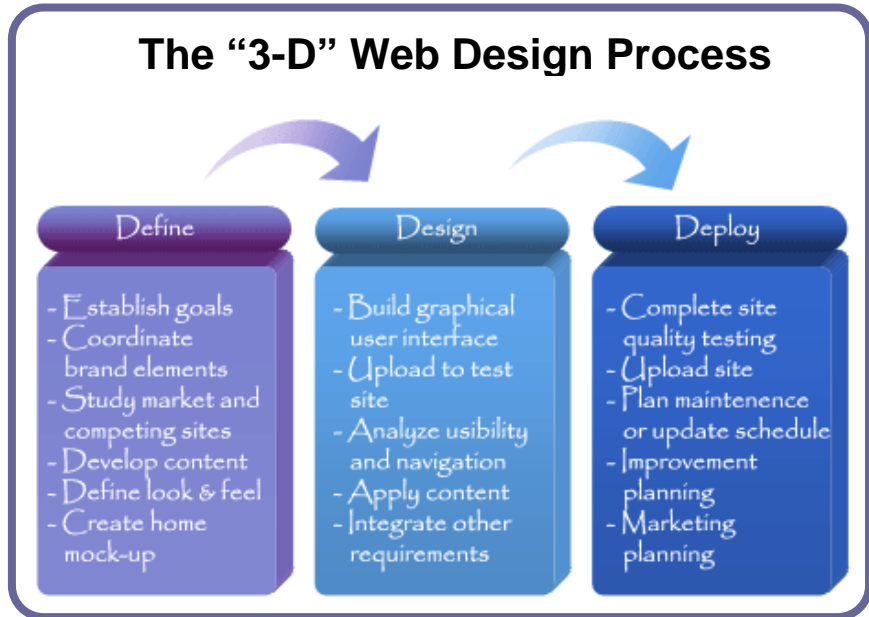 The “3-D” Web Design Process
Define
- Establish goals
- Coordinate
brand elements
- Study market and
competing sites
- Develop content
- Define look & feel
- Create home
mock-up
Design
- Build graphical
user interface
- Upload to test
site
- Analyze usibility
and navigation
- Apply content
- Integrate other
requirements
Deploy
- Complete site
quality testing
- Upload site
- Plan maintenence
or update schedule
- Improvement
planning
- Marketing
planning